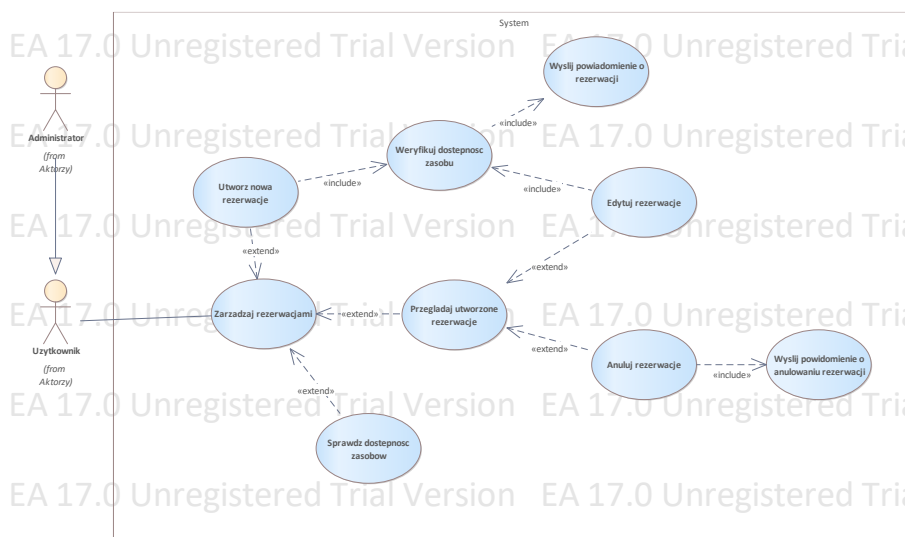 System
EA 17.0 Unregistered Trial Version EA 17.0 Unregistered Tria
Wyslij powiadomienie o
rezerwacji
«include»
EA 17.0 Unregistered Trial Version EA 17.0 Unregistered Tria
Administrator
(from
Aktorzy)
Weryfikuj dostepnosc
zasobu
«include»
«include»
Utworz nowa
rezerwacje
Edytuj rezerwacje
EA 17.0 Unregistered Trial Version EA 17.0 Unregistered Tria
«extend»
«extend»
EA 17.0 Unregistered Trial Version EA 17.0 Unregistered Tria
Zarzadzaj rezerwacjami
«extend»
Przegladaj utworzone
rezerwacje
Uzytkownik
(from
Aktorzy)
«extend»
Anuluj rezerwacje
«include»
Wyslij powidomienie o
anulowaniu rezerwacji
«extend»
EA 17.0 Unregistered Trial Version EA 17.0 Unregistered Tria
Sprawdz dostepnosc
zasobow
EA 17.0 Unregistered Trial Version EA 17.0 Unregistered Tria